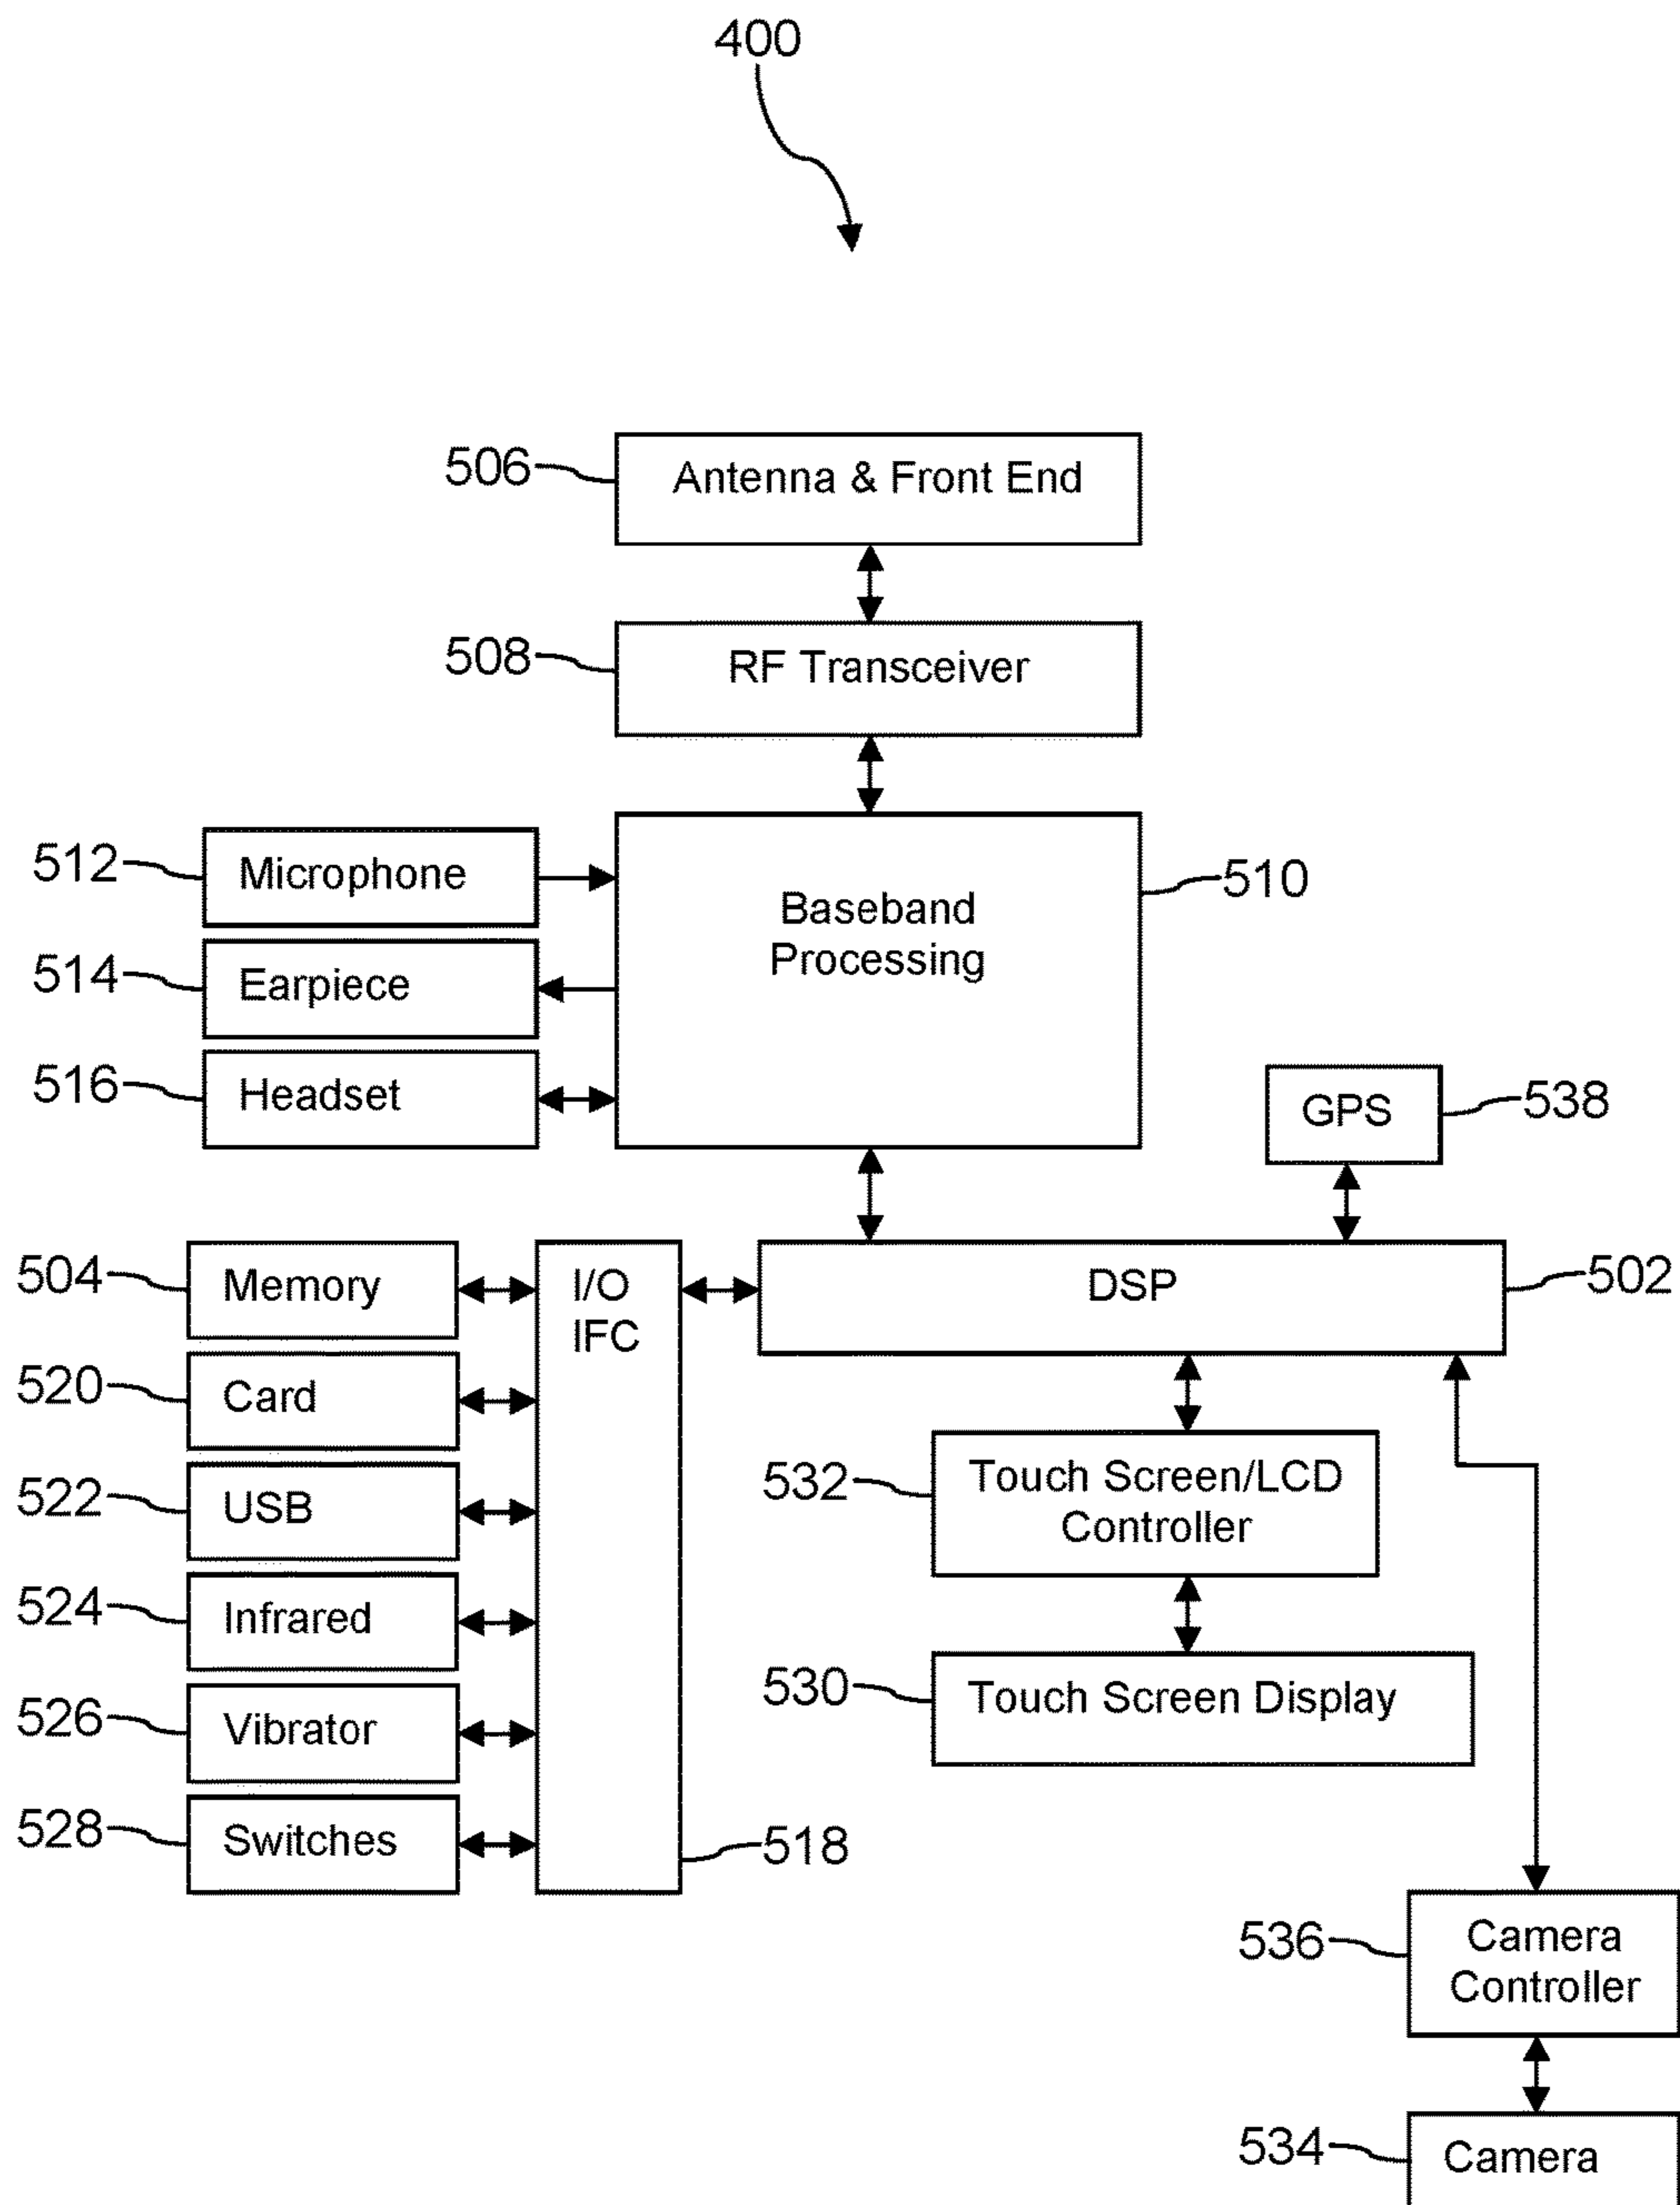 400
506
Antenna & Front End
508
RF Transceiver
512
Microphone
Baseband
Processing
510
514
Earpiece
516
Headset
GPS
538
504
Memory
I/O
IFC
DSP
502
520
Card
522
USB
532
Touch Screen/LCD
Controller
524
Infrared
530
Touch Screen Display
526
Vibrator
528
Switches
518
536
Camera
Controller
534
Camera